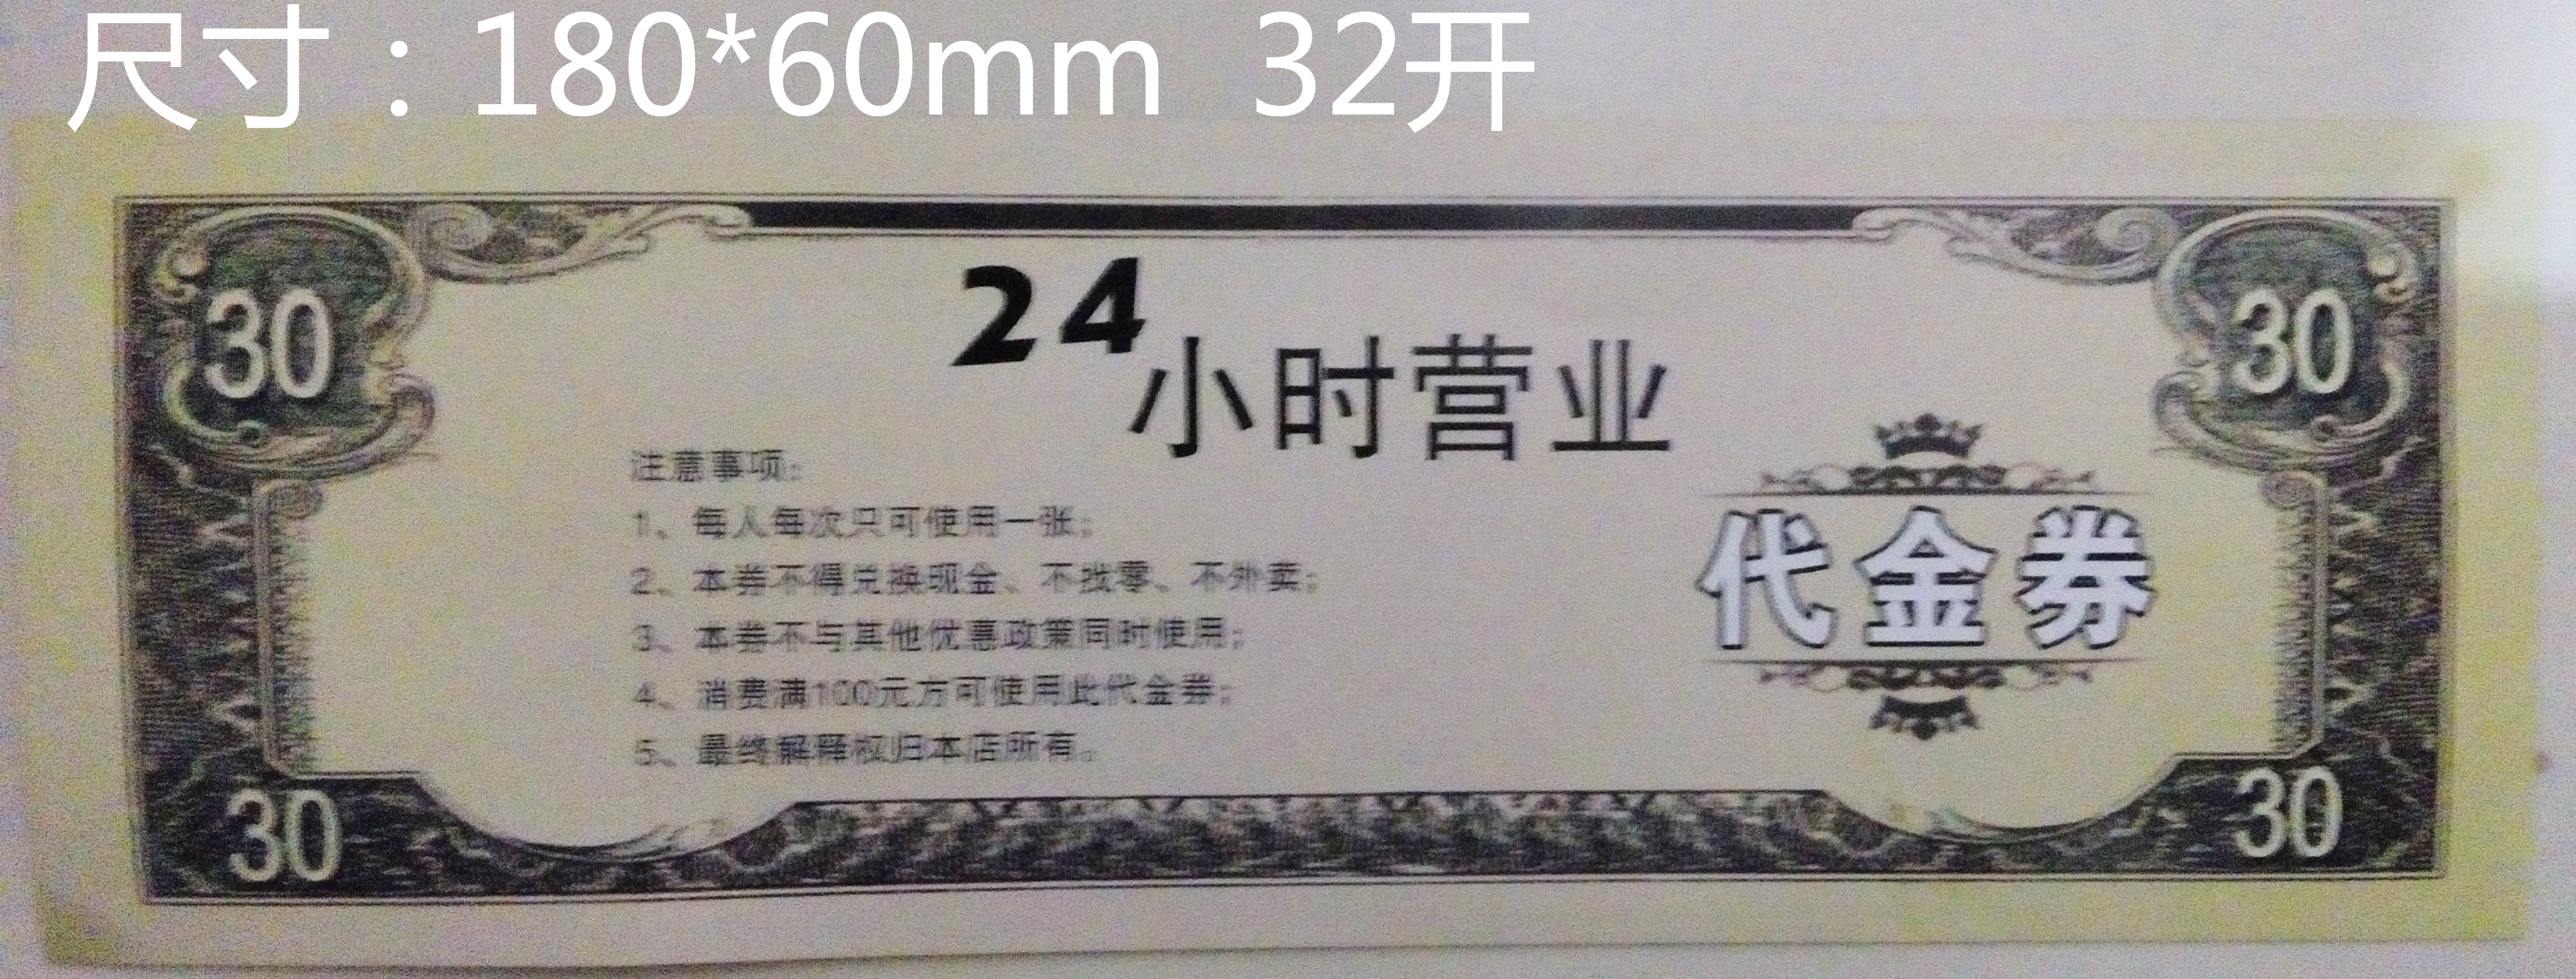 尺寸：180*60mm 32开
30
30
24
小时营业
注意事项：
1、每人每次只可使用一张；
2、本券不得兑换现金、不找零、不外卖；
3、本券不与其他优惠政策同时使用；
4、消费满100元方可使用此代金券；
5、最终解释权归本店所有。
代金券
30
30